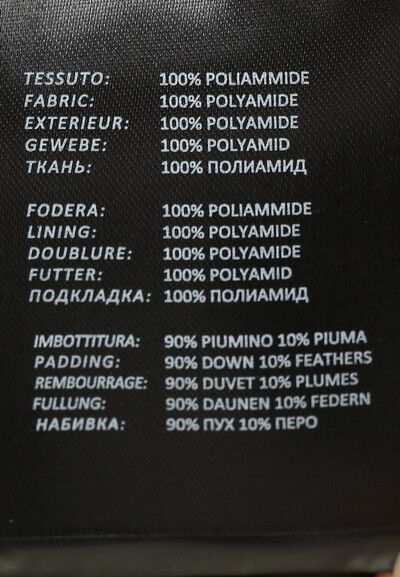 TESSUTO: 100% POLIAMMIDE
FABRIC: 100% POLYAMIDE
EXTERIEUR: 100% POLYAMIDE
GEWEBE: 100% POLYAMID
ТКАНЬ: 100% ПОЛИАМИД
FODERA: 100% POLIAMMIDE
LINING: 100% POLYAMIDE
DOUBLURE: 100% POLYAMIDE
FUTTER: 100% POLYAMID
ПОДКЛАДКА: 100% ПОЛИАМИД
IMBOTTITURA: 90% PIUMINO 10% PIUMA
PADDING: 90% DOWN 10% FEATHERS
REMBOURRAGE: 90% DUVET 10% PLUMES
FULLUNG: 90% DAUNEN 10% FEDERN
НАБИВКА: 90% ПУХ 10% ПЕРО